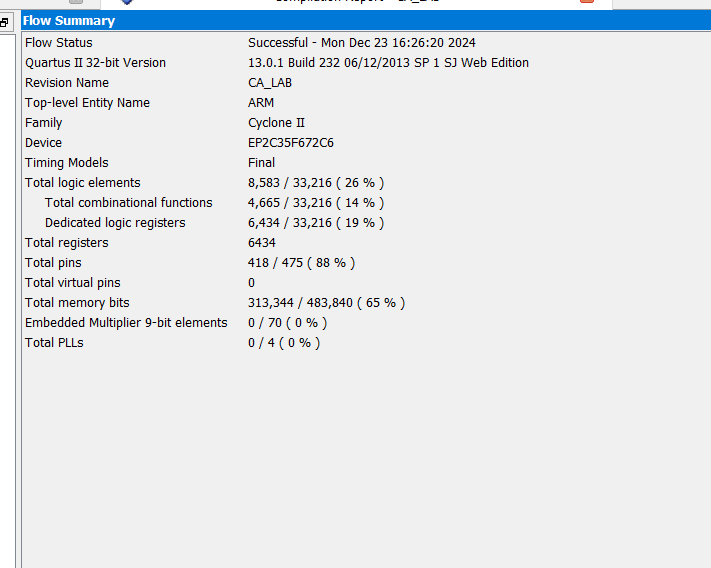 Flow Summary
Flow Status Successful - Mon Dec 23 16:26:20 2024
Quartus II 32-bit Version 13.0.1 Build 232 06/12/2013 SP 1 SJ Web Edition
Revision Name CA_LAB
Top-level Entity Name ARM
Family Cyclone II
Device EP2C35F672C6
Timing Models Final
Total logic elements 8,583 / 33,216 ( 26 % )
Total combinational functions 4,665 / 33,216 ( 14 % )
Dedicated logic registers 6,434 / 33,216 ( 19 % )
Total registers 6434
Total pins 418 / 475 ( 88 % )
Total virtual pins 0
Total memory bits 313,344 / 483,840 ( 65 % )
Embedded Multiplier 9-bit elements 0 / 70 ( 0 % )
Total PLLs 0 / 4 ( 0 % )